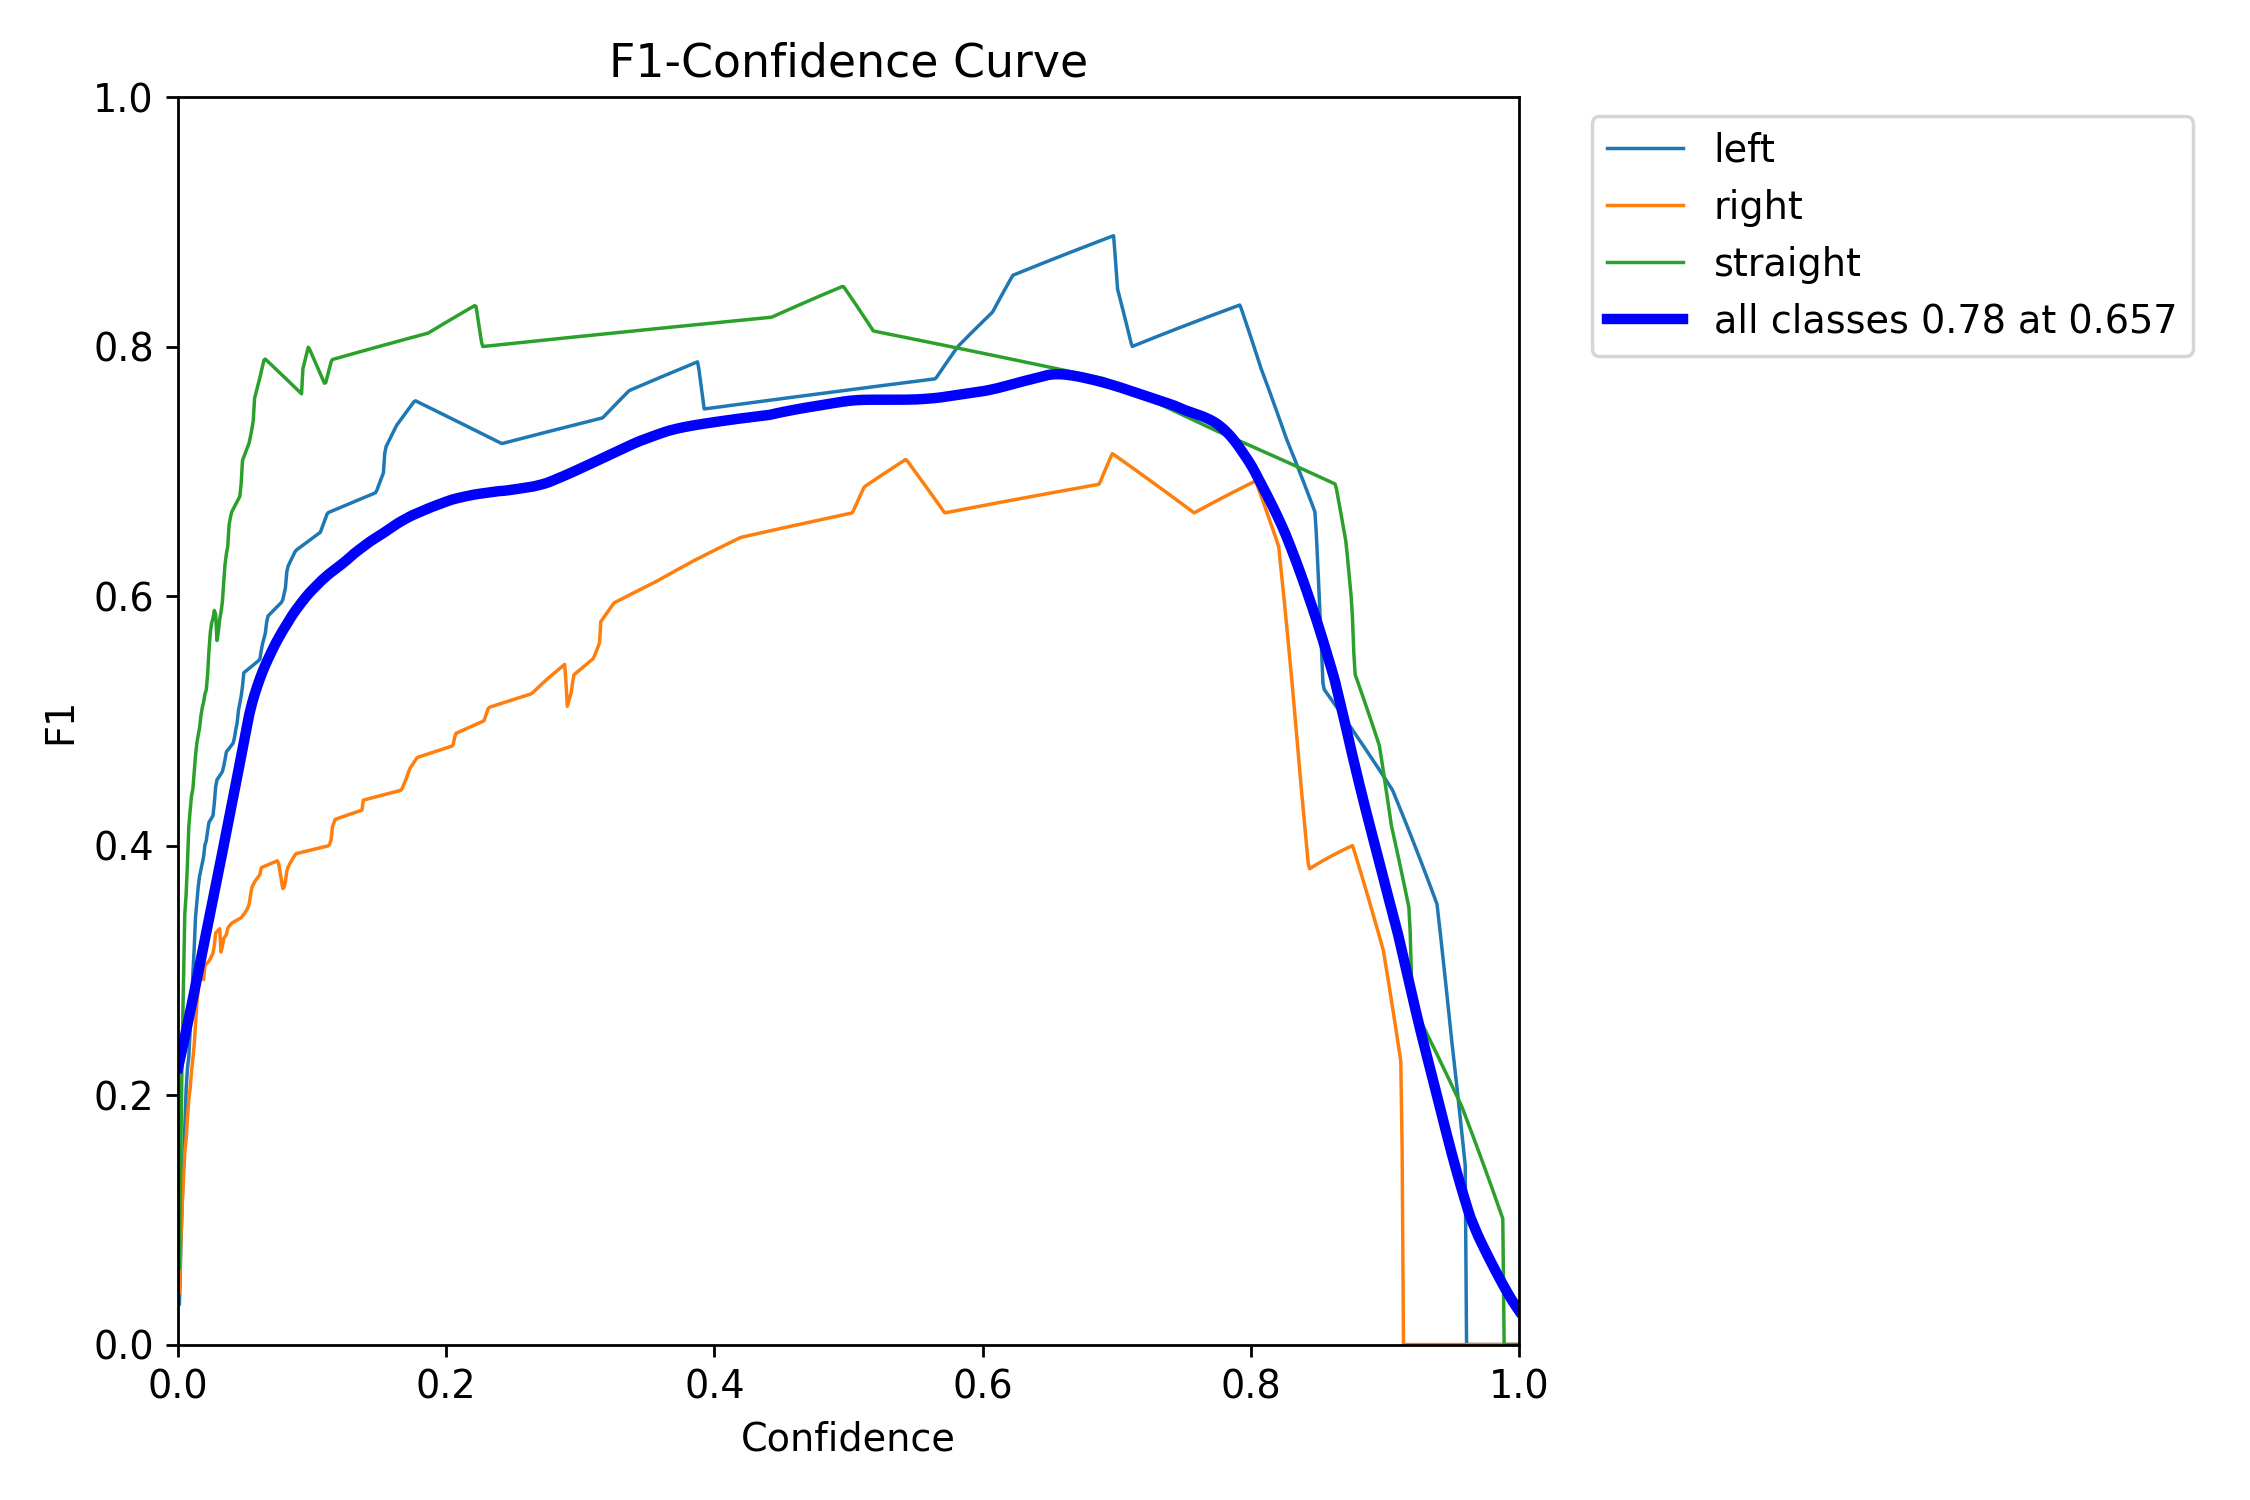 F1-Confidence Curve
1.0
0.8
0.6
0.4
0.2
0.0
F1
0.0 0.2 0.4 0.6 0.8 1.0
Confidence
left
right
straight
all classes 0.78 at 0.657